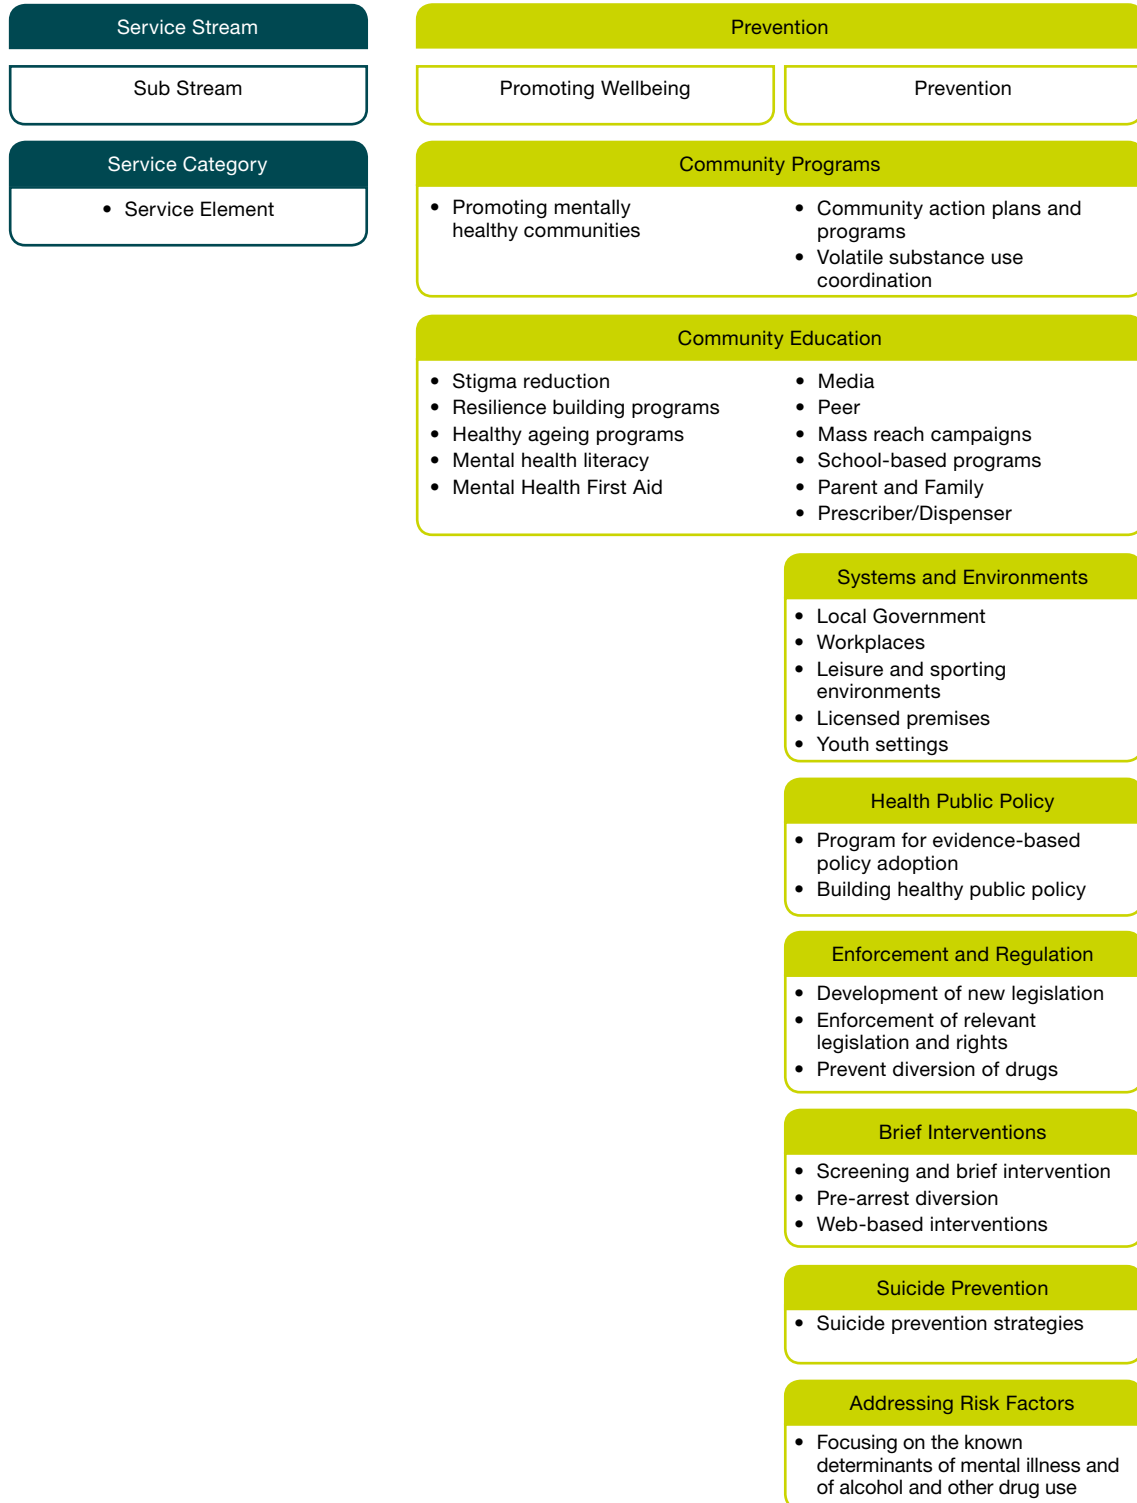 Service Stream
Sub Stream
Service Category
• Service Element
Prevention
Promoting Wellbeing
Prevention
Community Programs
• Promoting mentally
healthy communities
• Community action plans and
programs
• Volatile substance use
coordination
Community Education
• Stigma reduction
• Resilience building programs
• Healthy ageing programs
• Mental health literacy
• Mental Health First Aid
• Media
• Peer
• Mass reach campaigns
• School-based programs
• Parent and Family
• Prescriber/Dispenser
Systems and Environments
• Local Government
• Workplaces
• Leisure and sporting
environments
• Licensed premises
• Youth settings
Health Public Policy
• Program for evidence-based
policy adoption
• Building healthy public policy
Enforcement and Regulation
• Development of new legislation
• Enforcement of relevant
legislation and rights
• Prevent diversion of drugs
Brief Interventions
• Screening and brief intervention
• Pre-arrest diversion
• Web-based interventions
Suicide Prevention
• Suicide prevention strategies
Addressing Risk Factors
• Focusing on the known
determinants of mental illness and
of alcohol and other drug use